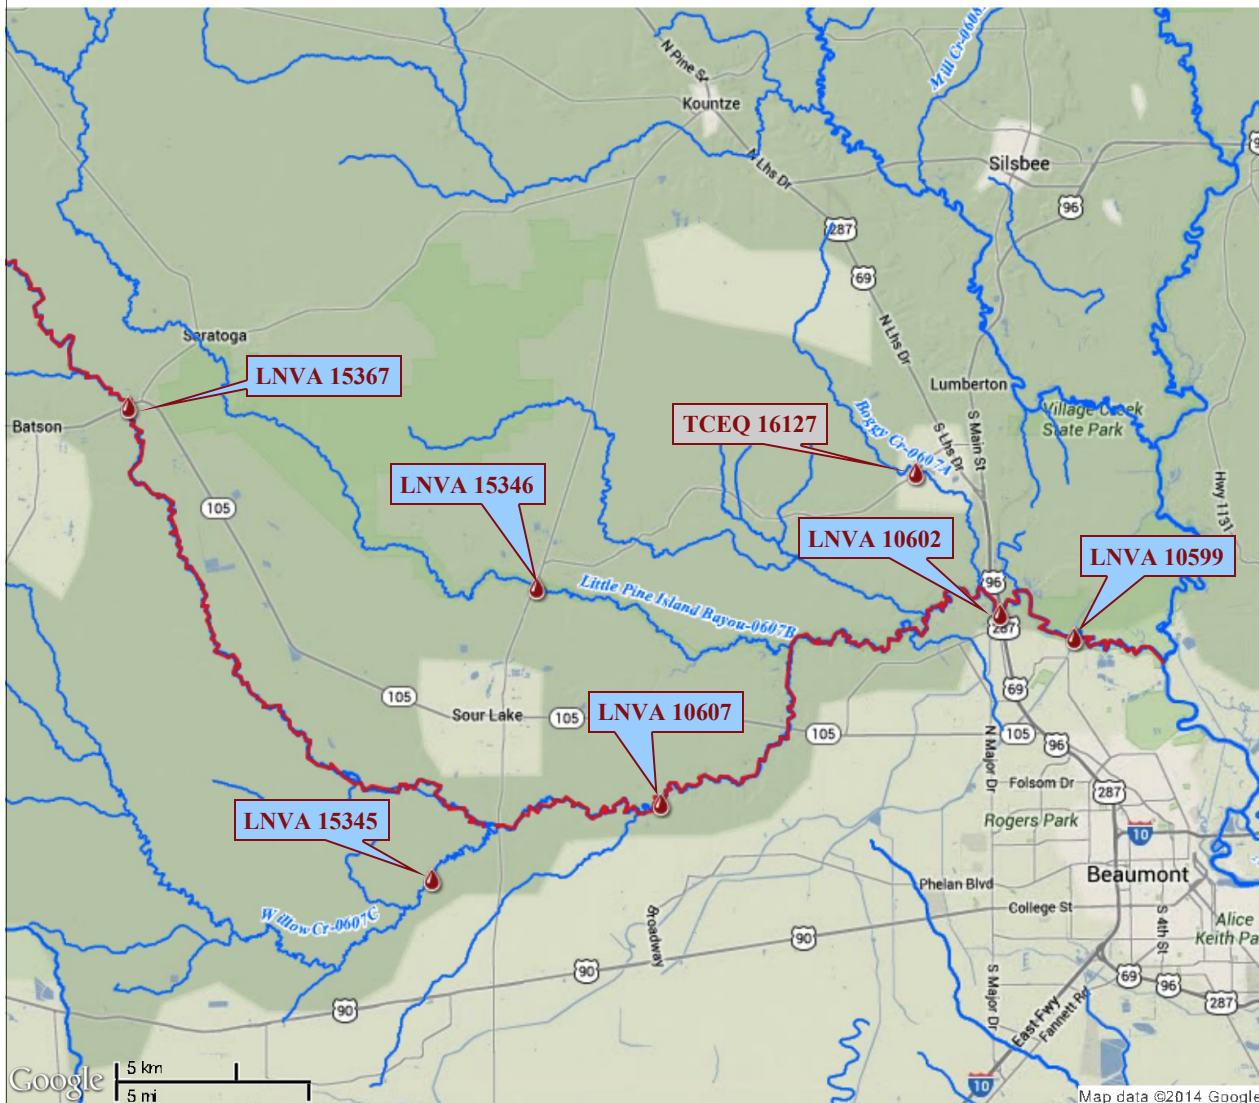 Mill Cr-0608
N Pine St
Kountze
N Lhs Dr
Silsbee
96
287
69
N Lhs Dr
Saratoga
LNVA 15367
Batson
Lumberton
Village Creek
State Park
S Main St
S Lhs Dr
TCEQ 16127
Boggy Cr-0607A
Hwy 1131
LNVA 15346
105
LNVA 10602
LNVA 10599
Little Pine Island Bayou-0607B
96
287
69
105
Sour Lake
105
LNVA 10607
105
N Major Dr
105
96
Folsom Dr
287
LNVA 15345
Rogers Park
10
Beaumont
Phelan Blvd
College St
Willow Cr-0607C
Broadway
S 4th St
Alice
Keith Pa
90
90
90
S Major Dr
69
96
287
East Fwy
Fannett Rd
10
5 km
5 mi
Google
Map data ©2014 Google